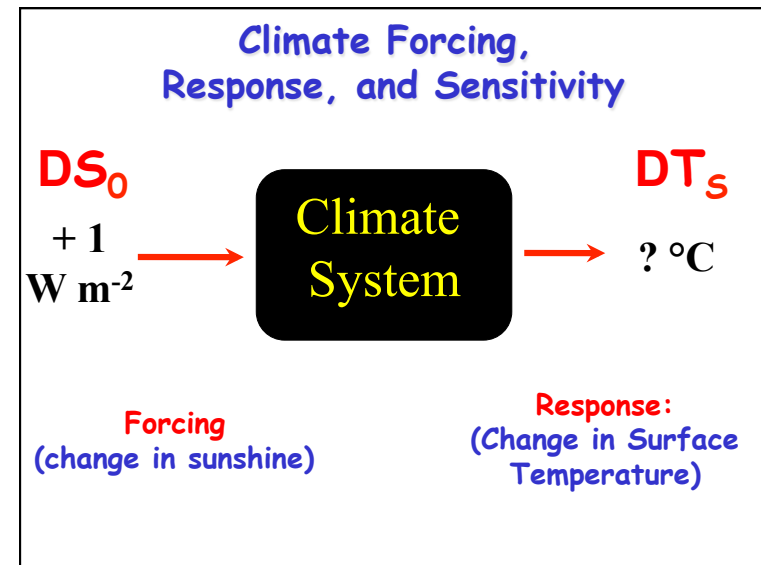 Climate Forcing,
Response, and Sensitivity
DS₀
+ 1
W m⁻²
Climate
System
DTₛ
? °C
Forcing
(change in sunshine)
Response:
(Change in Surface
Temperature)